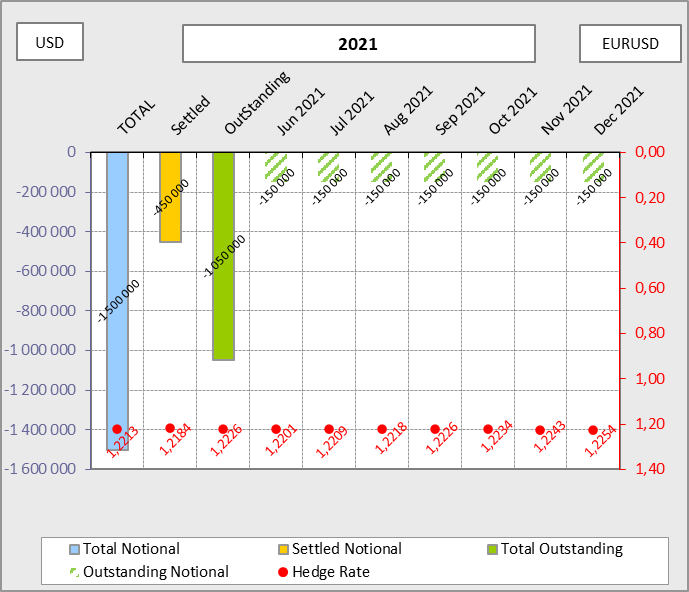 USD
2021
EURUSD
TOTAL
Settled
OutStanding
Jun 2021
Jul 2021
Aug 2021
Sep 2021
Oct 2021
Nov 2021
Dec 2021
0
-200 000
-400 000
-600 000
-800 000
-1 000 000
-1 200 000
-1 400 000
-1 600 000
-1 500 000
-450 000
-1 050 000
-150 000
-150 000
-150 000
-150 000
-150 000
-150 000
-150 000
1,2213
1,2184
1,2226
1,2201
1,2209
1,2218
1,2226
1,2234
1,2243
1,2254
0,00
0,20
0,40
0,60
0,80
1,00
1,20
1,40
Total Notional
Settled Notional
Total Outstanding
Outstanding Notional
Hedge Rate